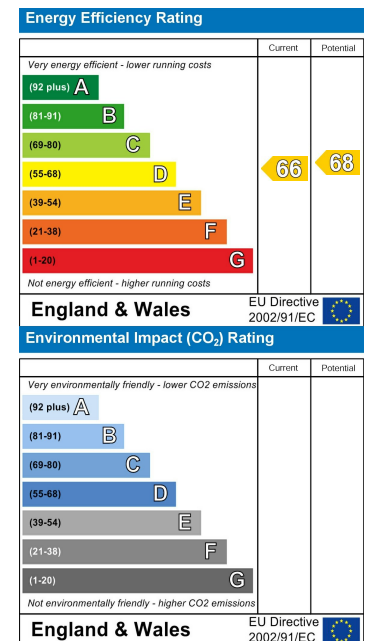 Energy Efficiency Rating
Current Potential
Very energy efficient - lower running costs
(92 plus) A
(81-91) B
(69-80) C
(55-68) D
66 68
(39-54) E
(21-38) F
(1-20) G
Not energy efficient - higher running costs
England & Wales
EU Directive
2002/91/EC
Environmental Impact (CO₂) Rating
Current Potential
Very environmentally friendly - lower CO2 emissions
(92 plus) A
(81-91) B
(69-80) C
(55-68) D
(39-54) E
(21-38) F
(1-20) G
Not environmentally friendly - higher CO2 emissions
England & Wales
EU Directive
2002/91/EC